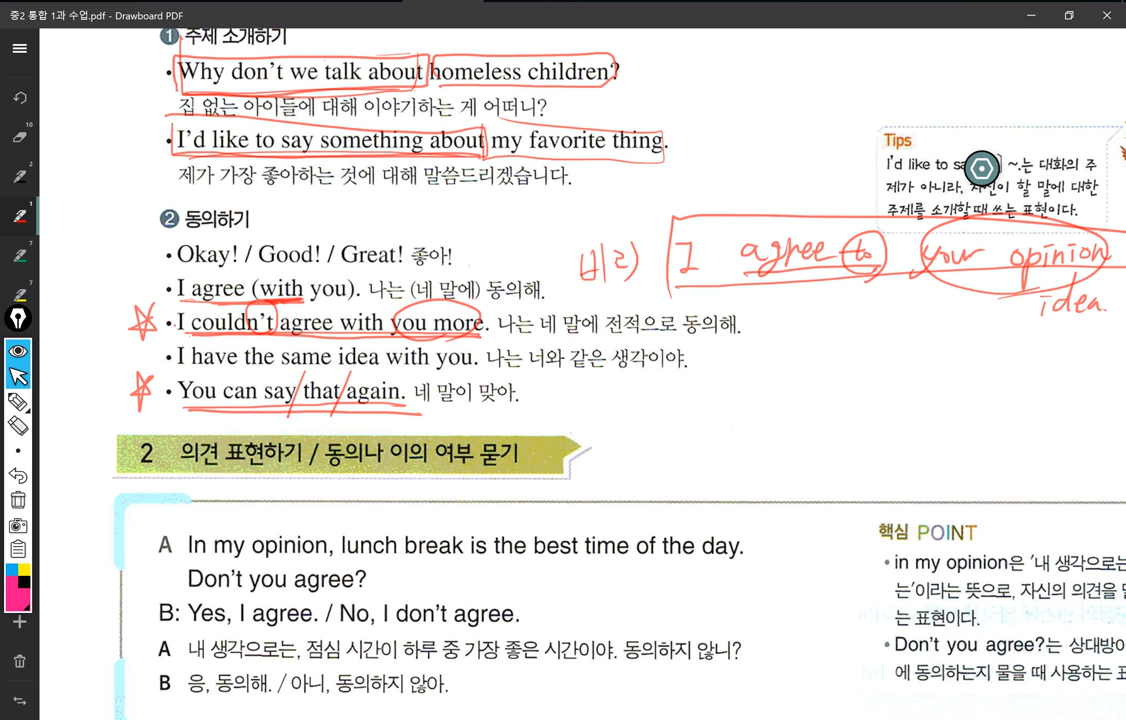 중2 통합 1과 수업.pdf - Drawboard PDF
1 주제 소개하기
• Why don't we talk about homeless children?
집 없는 아이들에 대해 이야기하는 게 어떠니?
• I'd like to say something about my favorite thing.
제가 가장 좋아하는 것에 대해 말씀드리겠습니다.
Tips
I'd like to sa ~.는 대화의 주
제가 아니라, 자신이 할 말에 대한
주제를 소개할 때 쓰는 표현이다.
2 동의하기
• Okay! / Good! / Great! 좋아!
비교) I agree to your opinion
idea.
• I agree (with you). 나는 (네 말에) 동의해.
• I couldn't agree with you more. 나는 네 말에 전적으로 동의해.
• I have the same idea with you. 나는 너와 같은 생각이야.
• You can say that again. 네 말이 맞아.
2 의견 표현하기 / 동의나 이의 여부 묻기
A In my opinion, lunch break is the best time of the day.
Don't you agree?
B: Yes, I agree. / No, I don't agree.
A 내 생각으로는, 점심 시간이 하루 중 가장 좋은 시간이야. 동의하지 않니?
B 응, 동의해. / 아니, 동의하지 않아.
핵심 POINT
• in my opinion은 '내 생각으로는
는'이라는 뜻으로, 자신의 의견을 말
는 표현이다.
• Don't you agree?는 상대방이
에 동의하는지 물을 때 사용하는 표
10
2
1
7
7